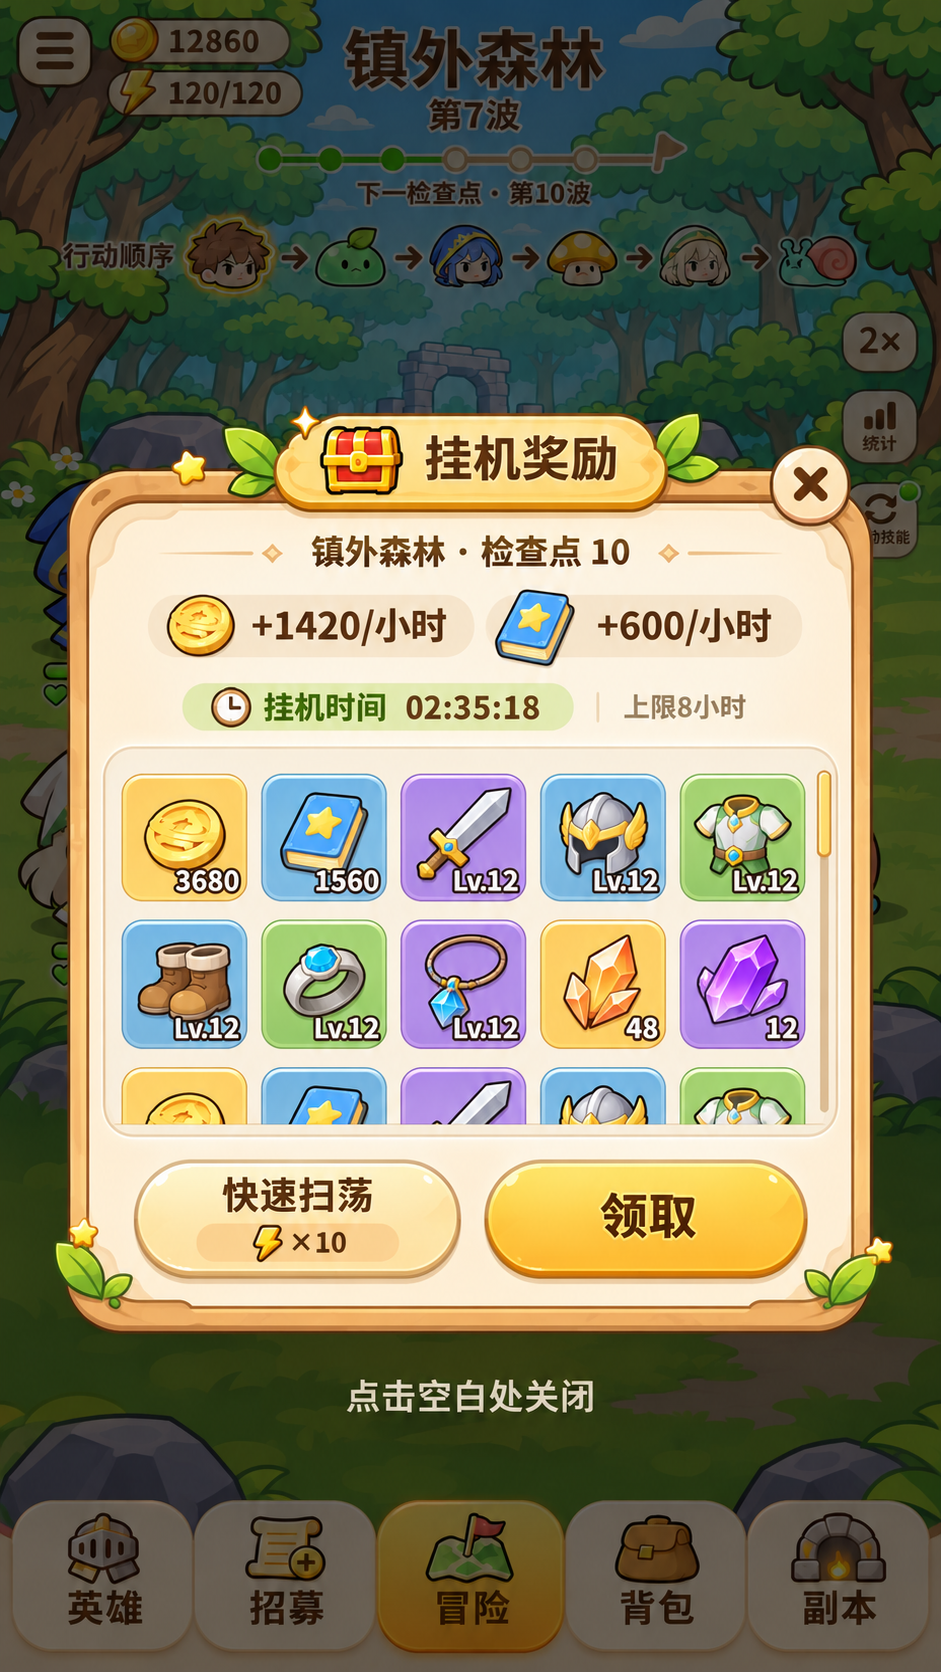 12860
120/120
镇外森林
第7波
下一检查点·第10波
行动顺序
2×
统计
动技能
挂机奖励
镇外森林·检查点 10
+1420/小时
+600/小时
挂机时间 02:35:18
上限8小时
3680
1560
Lv.12
Lv.12
Lv.12
Lv.12
Lv.12
Lv.12
48
12
快速扫荡
×10
领取
点击空白处关闭
英雄
招募
冒险
背包
副本